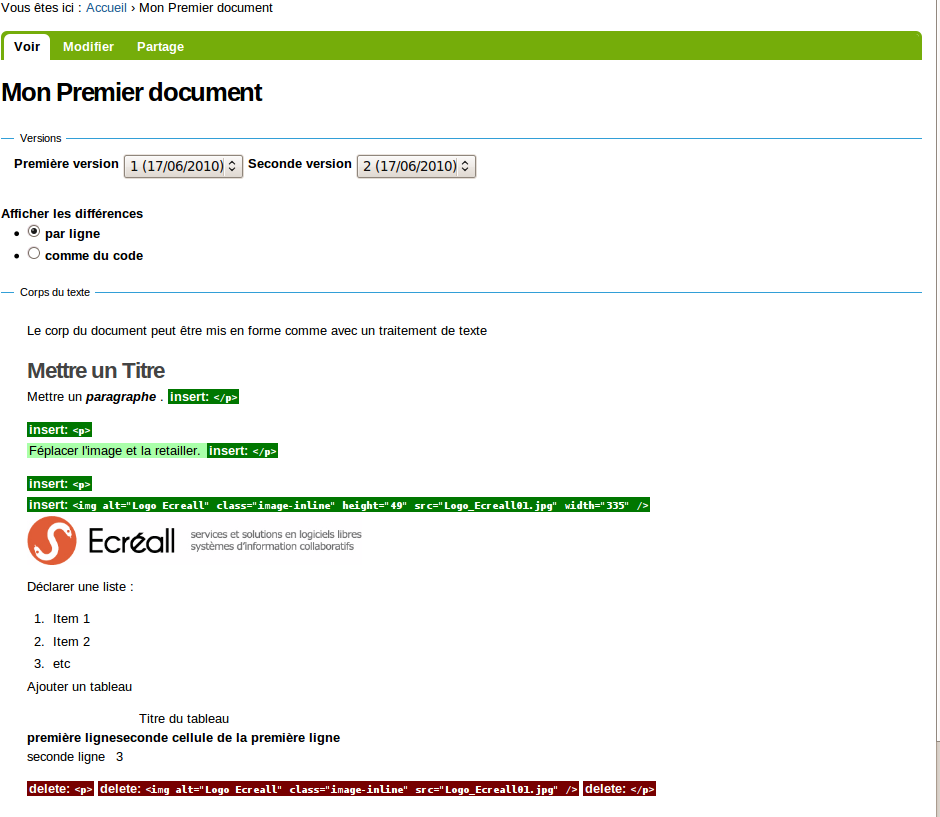 Vous êtes ici : Accueil › Mon Premier document
Voir Modifier Partage
Mon Premier document
Versions
Première version 1 (17/06/2010) Seconde version 2 (17/06/2010)
Afficher les différences
par ligne
comme du code
Corps du texte
Le corp du document peut être mis en forme comme avec un traitement de texte
Mettre un Titre
Mettre un paragraphe . insert: </p>
insert: <p>
Féplacer l'image et la retailler. insert: </p>
insert: <p>
insert: <img alt="Logo Ecreall" class="image-inline" height="49" src="Logo_Ecreall01.jpg" width="335" />
Ecréall services et solutions en logiciels libres
systèmes d'information collaboratifs
Déclarer une liste :
1. Item 1
2. Item 2
3. etc
Ajouter un tableau
Titre du tableau
première ligneseconde cellule de la première ligne
seconde ligne 3
delete: <p> delete: <img alt="Logo Ecreall" class="image-inline" src="Logo_Ecreall01.jpg" /> delete: </p>